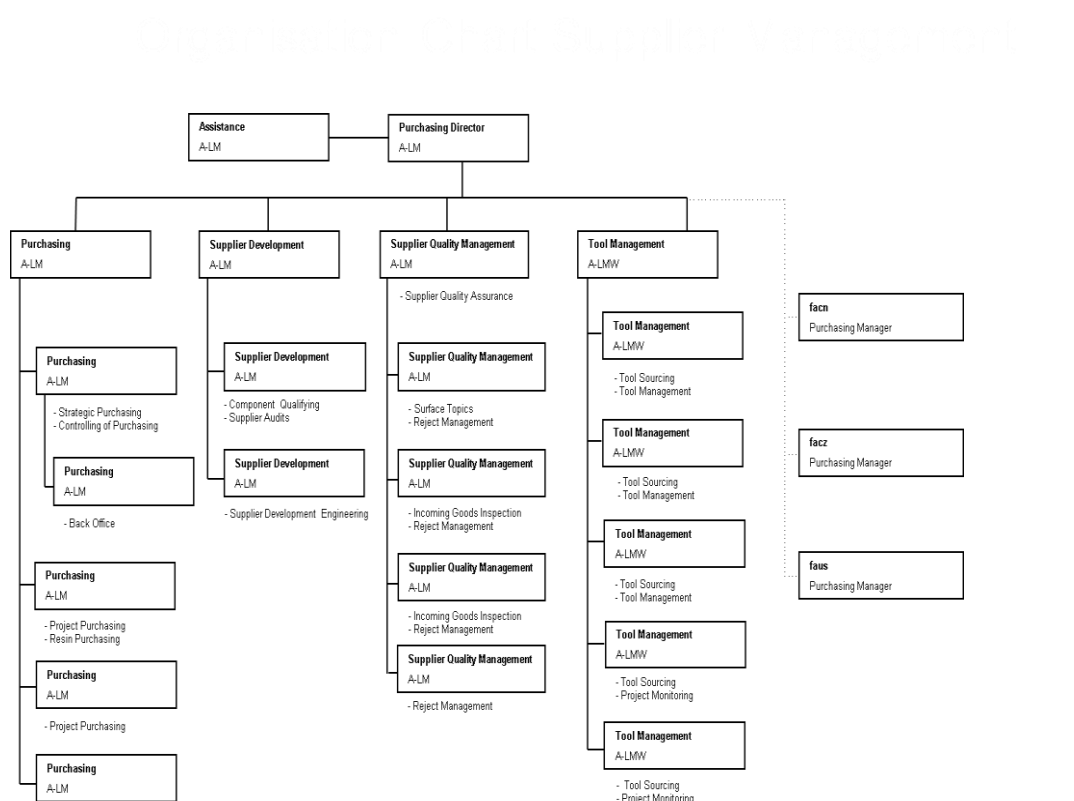 Assistance
A-LM
Purchasing Director
A-LM
Purchasing
A-LM
Supplier Development
A-LM
Supplier Quality Management
A-LM
- Supplier Quality Assurance
Tool Management
A-LMW
facn
Purchasing Manager
facz
Purchasing Manager
faus
Purchasing Manager
Purchasing
A-LM
- Strategic Purchasing
- Controlling of Purchasing
Purchasing
A-LM
- Back Office
Purchasing
A-LM
- Project Purchasing
- Resin Purchasing
Purchasing
A-LM
- Project Purchasing
Purchasing
A-LM
Supplier Development
A-LM
- Component Qualifying
- Supplier Audits
Supplier Development
A-LM
- Supplier Development Engineering
Supplier Quality Management
A-LM
- Surface Topics
- Reject Management
Supplier Quality Management
A-LM
- Incoming Goods Inspection
- Reject Management
Supplier Quality Management
A-LM
- Incoming Goods Inspection
- Reject Management
Supplier Quality Management
A-LM
- Reject Management
Tool Management
A-LMW
- Tool Sourcing
- Tool Management
Tool Management
A-LMW
- Tool Sourcing
- Tool Management
Tool Management
A-LMW
- Tool Sourcing
- Tool Management
Tool Management
A-LMW
- Tool Sourcing
- Project Monitoring
Tool Management
A-LMW
- Tool Sourcing
- Project Monitoring